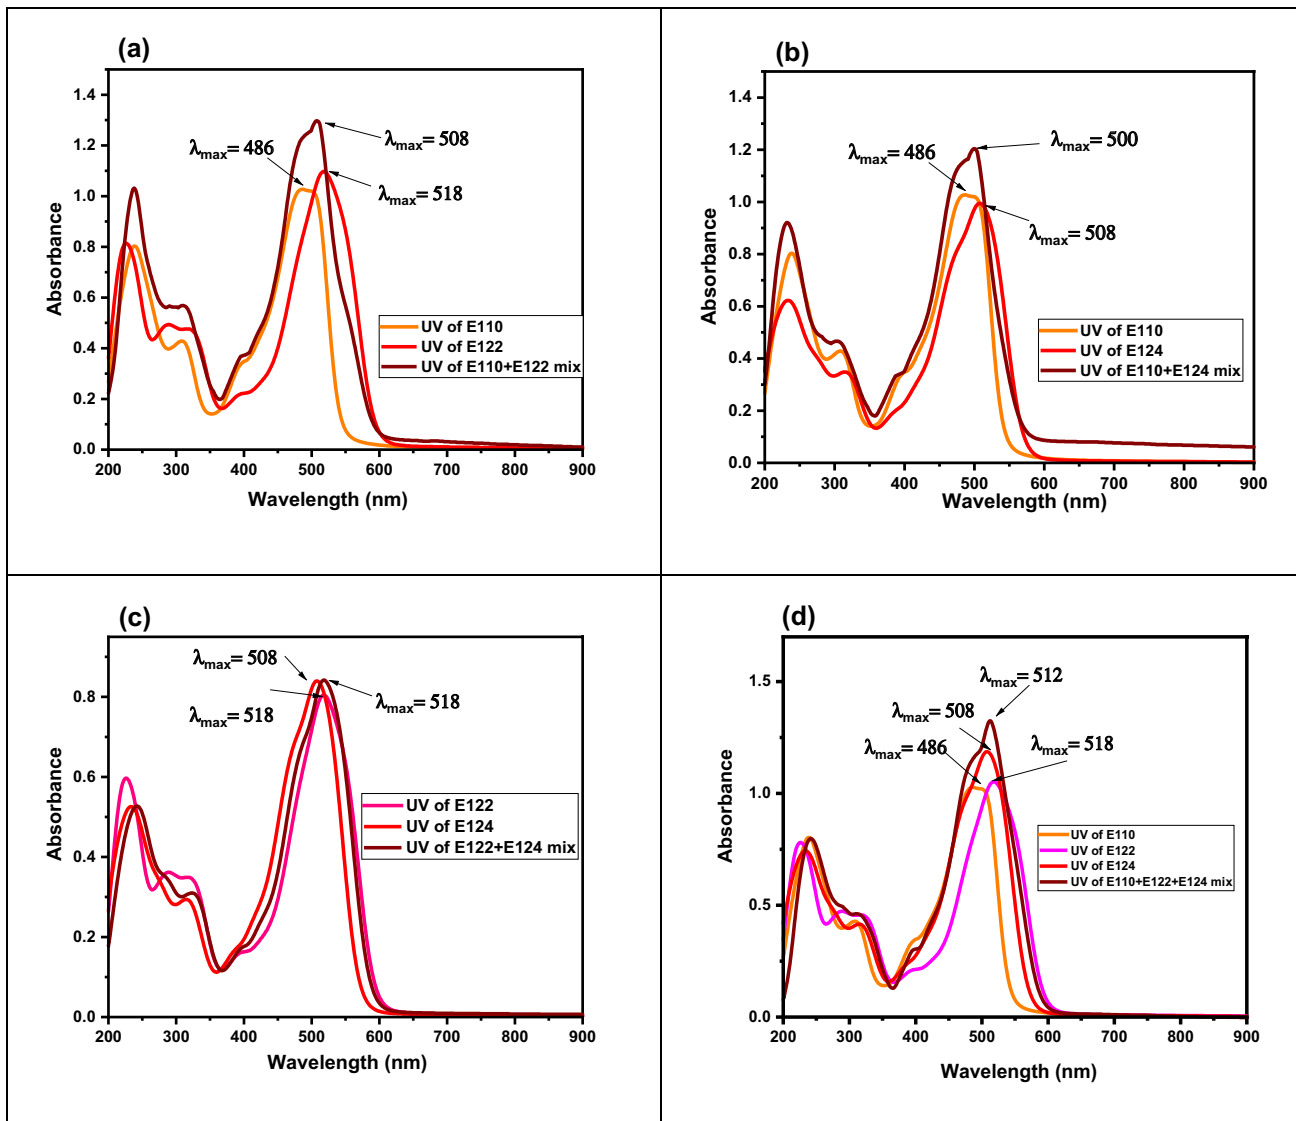 (a)
λmax= 508
λmax= 486
λmax= 518
UV of E110
UV of E122
UV of E110+E122 mix
Absorbance
1.4
1.2
1.0
0.8
0.6
0.4
0.2
0.0
200 300 400 500 600 700 800 900
Wavelength (nm)
(b)
λmax= 500
λmax= 486
λmax= 508
UV of E110
UV of E124
UV of E110+E124 mix
Absorbance
1.4
1.2
1.0
0.8
0.6
0.4
0.2
0.0
200 300 400 500 600 700 800 900
Wavelength (nm)
(c)
λmax= 508
λmax= 518
λmax= 518
UV of E122
UV of E124
UV of E122+E124 mix
Absorbance
0.8
0.6
0.4
0.2
0.0
200 300 400 500 600 700 800 900
Wavelength (nm)
(d)
λmax= 512
λmax= 508
λmax= 486
λmax= 518
UV of E110
UV of E122
UV of E124
UV of E110+E122+E124 mix
Absorbance
1.5
1.0
0.5
0.0
200 300 400 500 600 700 800 900
Wavelength (nm)